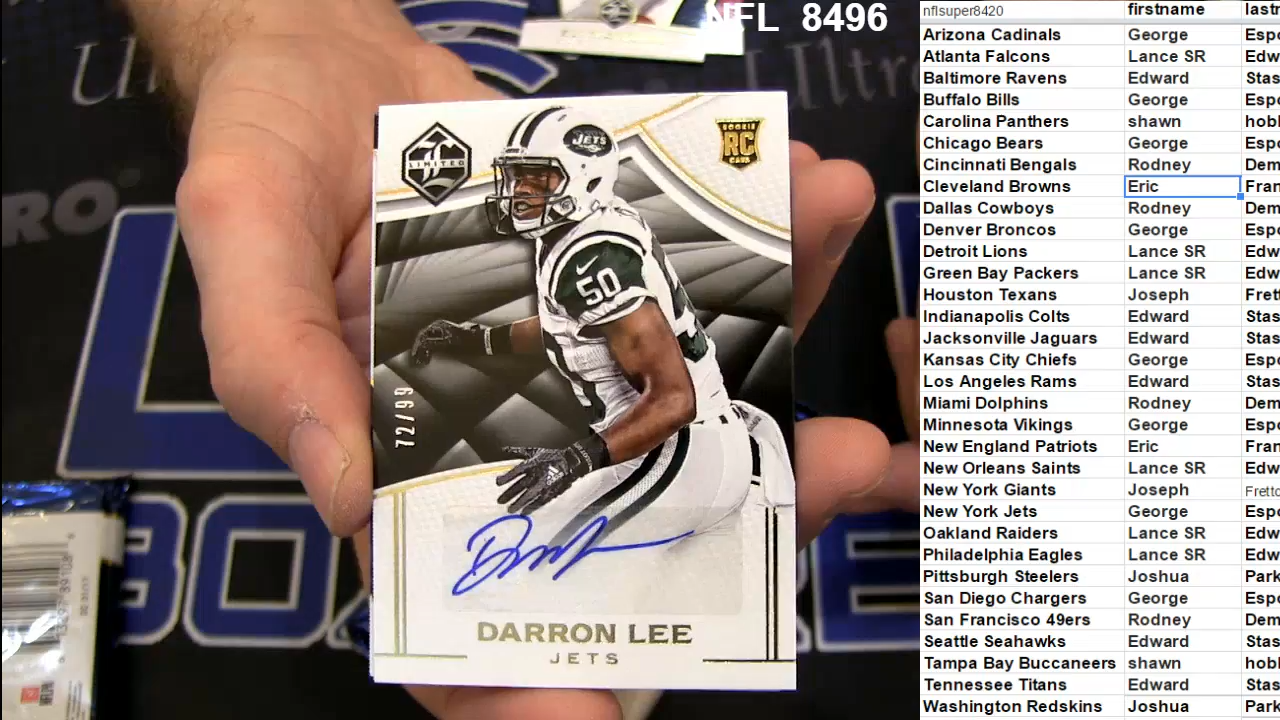 NFL 8496
LIMITED
JETS
ROOKIE
RC
CARD
50
72/99
DARRON LEE
JETS
nflsuper8420 firstname
Arizona Cadinals George
Atlanta Falcons Lance SR
Baltimore Ravens Edward
Buffalo Bills George
Carolina Panthers shawn
Chicago Bears George
Cincinnati Bengals Rodney
Cleveland Browns Eric
Dallas Cowboys Rodney
Denver Broncos George
Detroit Lions Lance SR
Green Bay Packers Lance SR
Houston Texans Joseph
Indianapolis Colts Edward
Jacksonville Jaguars Edward
Kansas City Chiefs George
Los Angeles Rams Edward
Miami Dolphins Rodney
Minnesota Vikings George
New England Patriots Eric
New Orleans Saints Lance SR
New York Giants Joseph
New York Jets George
Oakland Raiders Lance SR
Philadelphia Eagles Lance SR
Pittsburgh Steelers Joshua
San Diego Chargers George
San Francisco 49ers Rodney
Seattle Seahawks Edward
Tampa Bay Buccaneers shawn
Tennessee Titans Edward
Washington Redskins Joshua